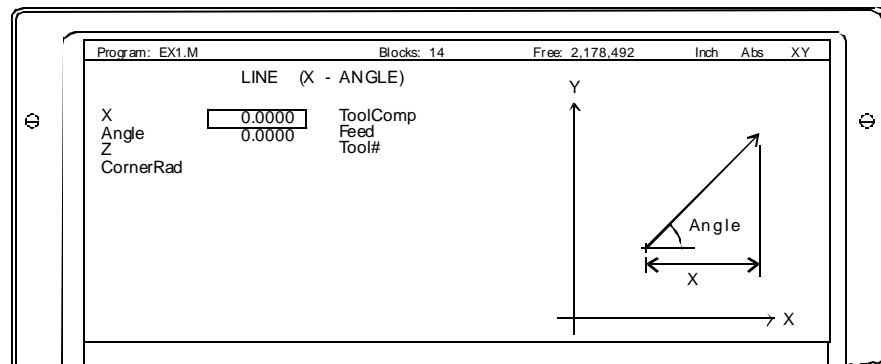 Program: EX1.M Blocks: 14 Free: 2,178,492 Inch Abs XY
LINE (X - ANGLE)
X 0.0000 ToolComp
Angle 0.0000 Feed
Z Tool#
CornerRad
Y
Angle
X
X